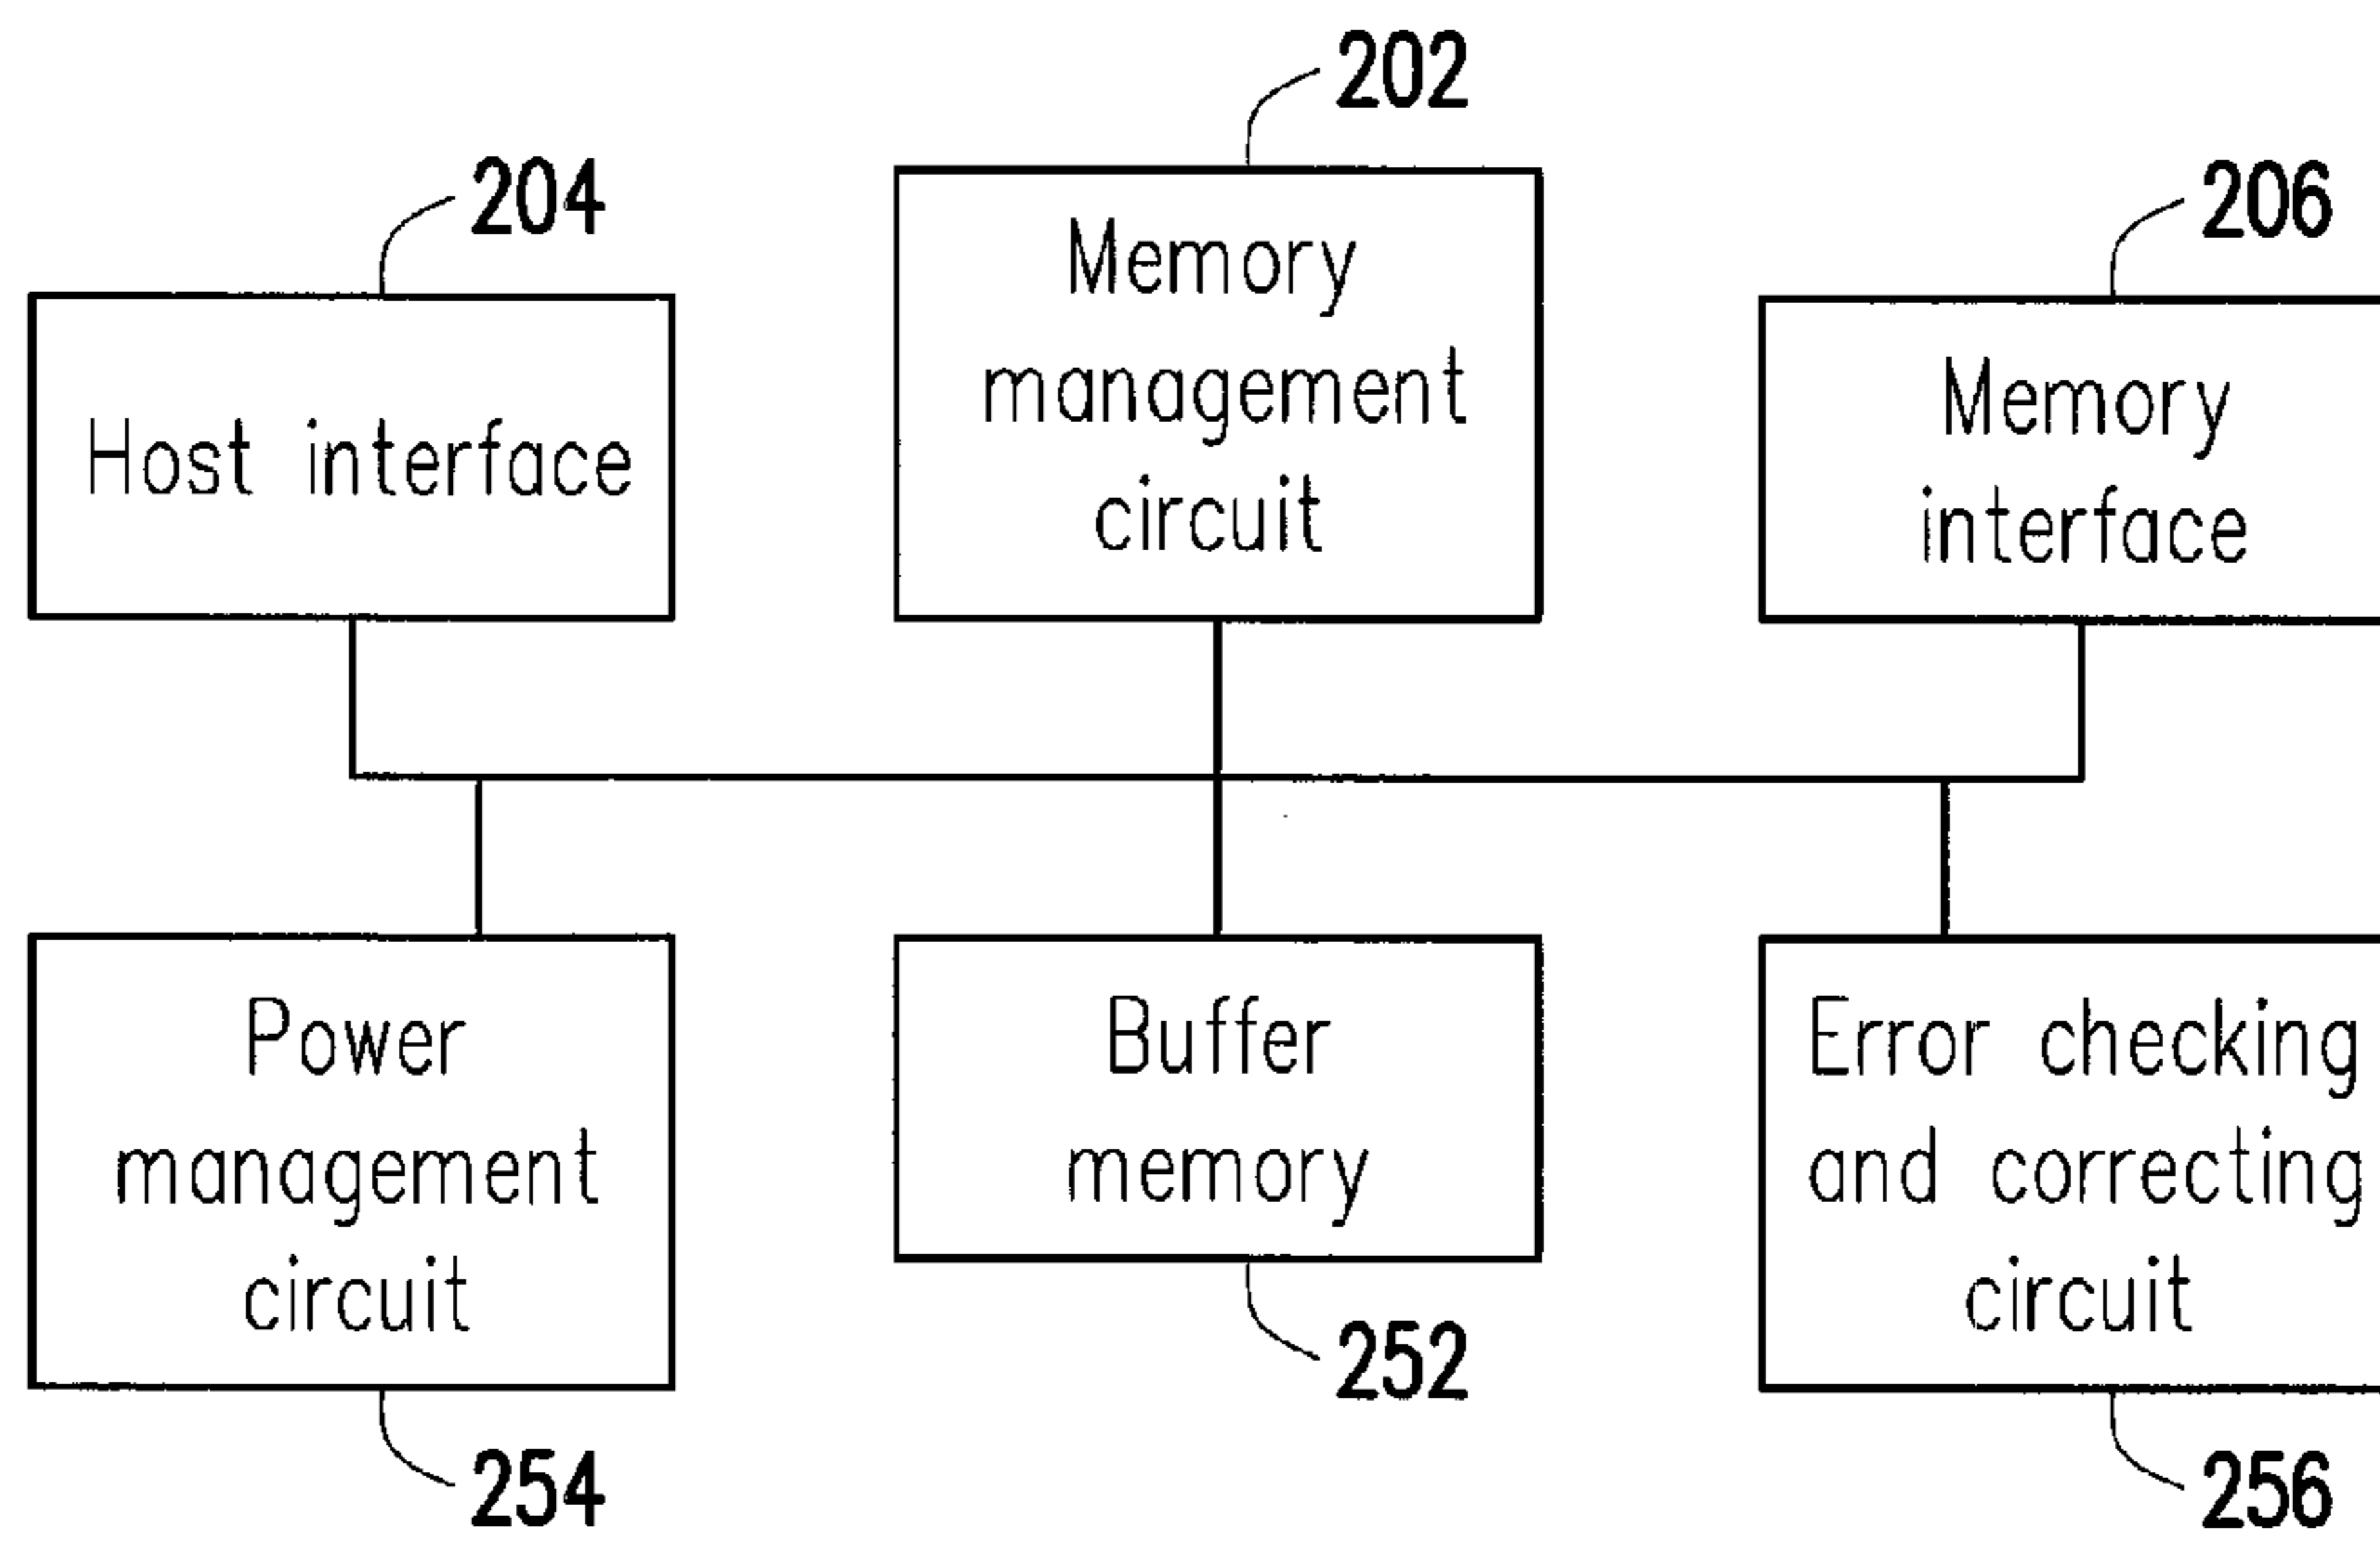 202
204
206
Memory
management
circuit
Host interface
Memory
interface
Power
management
circuit
Buffer
memory
Error checking
and correcting
circuit
252
254
256